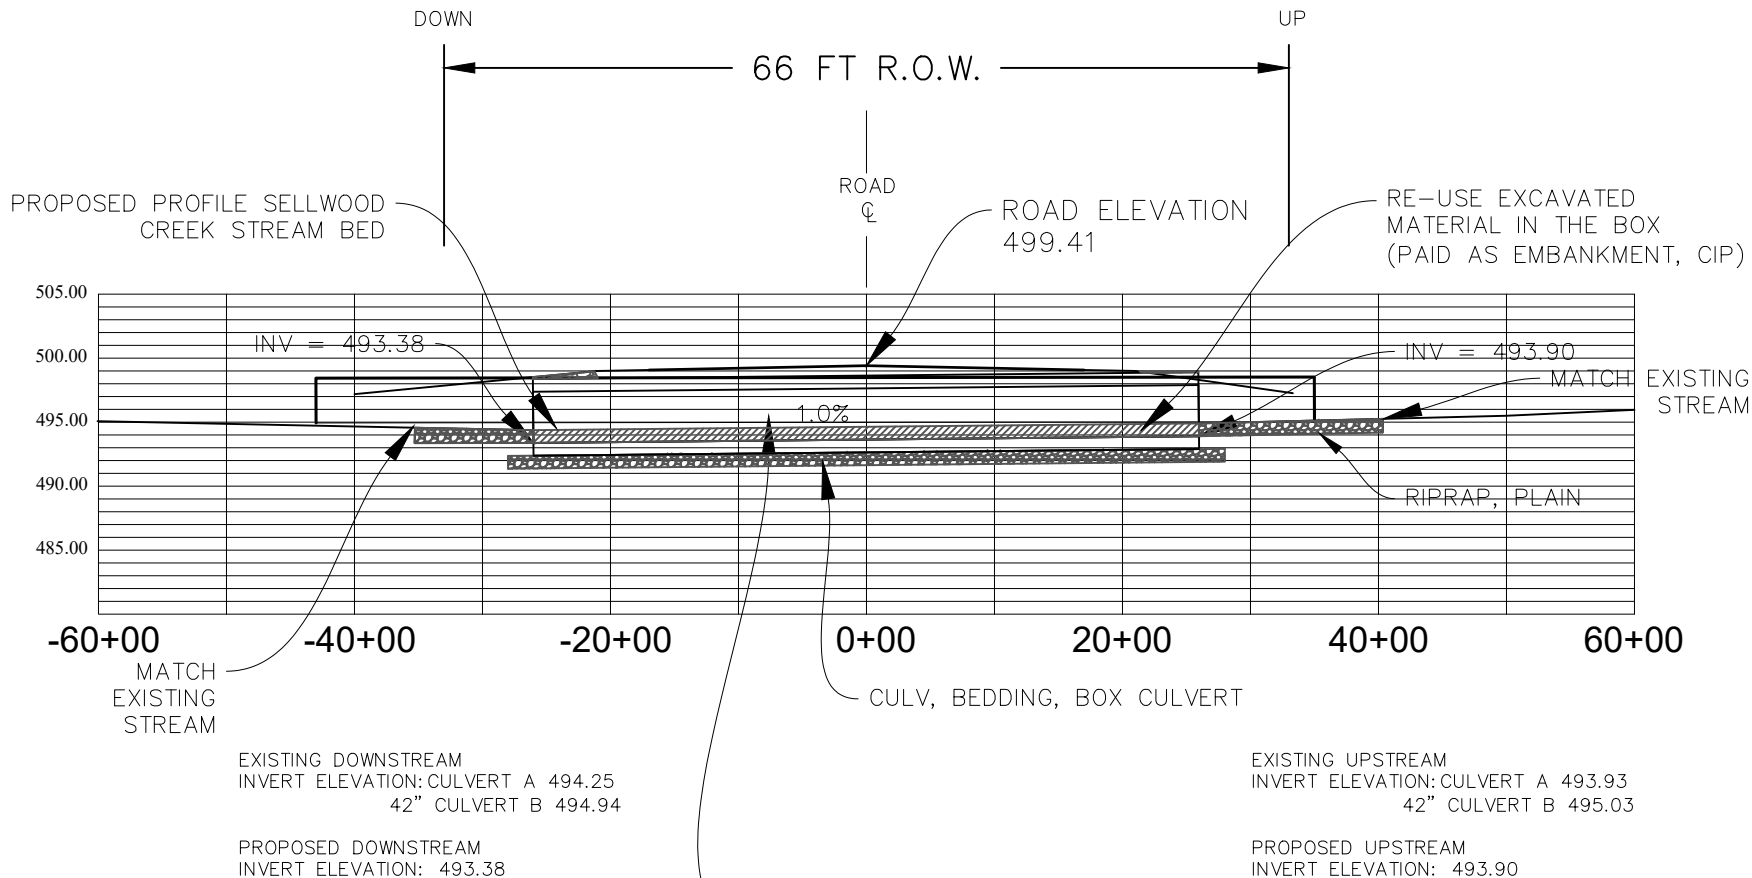 DOWN
UP
66 FT R.O.W.
ROAD
℄
PROPOSED PROFILE SELLWOOD
CREEK STREAM BED
ROAD ELEVATION
499.41
RE-USE EXCAVATED
MATERIAL IN THE BOX
(PAID AS EMBANKMENT, CIP)
505.00
500.00
495.00
490.00
485.00
INV = 493.38
INV = 493.90
MATCH EXISTING
STREAM
1.0%
RIPRAP, PLAIN
-60+00
-40+00
-20+00
0+00
20+00
40+00
60+00
MATCH
EXISTING
STREAM
CULV, BEDDING, BOX CULVERT
EXISTING DOWNSTREAM
INVERT ELEVATION: CULVERT A 494.25
42" CULVERT B 494.94
PROPOSED DOWNSTREAM
INVERT ELEVATION: 493.38
EXISTING UPSTREAM
INVERT ELEVATION: CULVERT A 493.93
42" CULVERT B 495.03
PROPOSED UPSTREAM
INVERT ELEVATION: 493.90